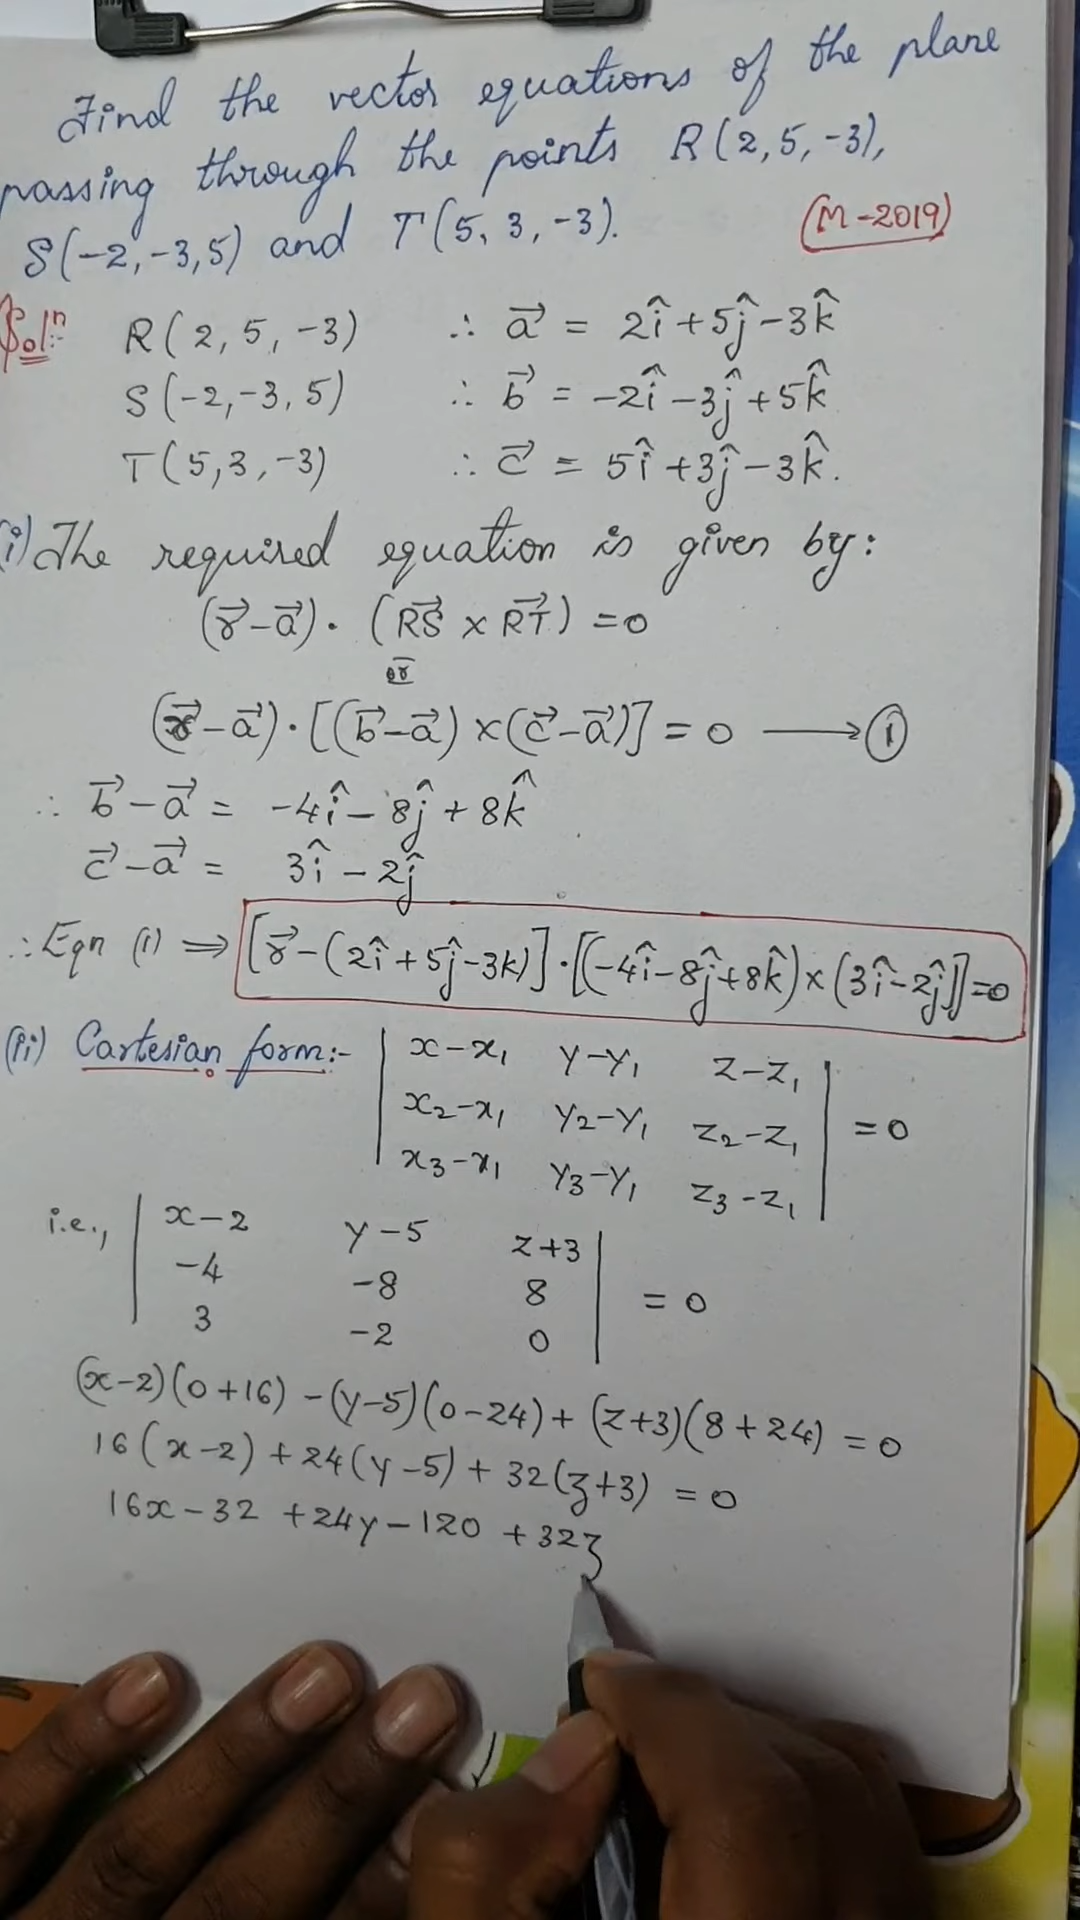 Find the vector equations of the plane
passing through the points R(2, 5, -3),
S(-2, -3, 5) and T(5, 3, -3).
(M-2019)
Solⁿ:- R(2, 5, -3) ∴ a⃗ = 2î + 5ĵ - 3k̂
S(-2, -3, 5) ∴ b⃗ = -2î - 3ĵ + 5k̂
T(5, 3, -3) ∴ c⃗ = 5î + 3ĵ - 3k̂.
(i) The required equation is given by:
(r⃗ - a⃗) · (RS⃗ × RT⃗) = 0
or
(r⃗ - a⃗) · [(b⃗ - a⃗) × (c⃗ - a⃗)] = 0 → ①
∴ b⃗ - a⃗ = -4î - 8ĵ + 8k̂
c⃗ - a⃗ = 3î - 2ĵ
∴ Eqn (1) ⇒ [r⃗ - (2î + 5ĵ - 3k)] · [(-4î - 8ĵ + 8k̂) × (3î - 2ĵ)] = 0
(ii) Cartesian form:- | x - x₁ y - y₁ z - z₁ |
| x₂ - x₁ y₂ - y₁ z₂ - z₁ | = 0
| x₃ - x₁ y₃ - y₁ z₃ - z₁ |
i.e., | x - 2 y - 5 z + 3 |
| -4 -8 8 | = 0
| 3 -2 0 |
(x - 2)(0 + 16) - (y - 5)(0 - 24) + (z + 3)(8 + 24) = 0
16(x - 2) + 24(y - 5) + 32(z + 3) = 0
16x - 32 + 24y - 120 + 32z